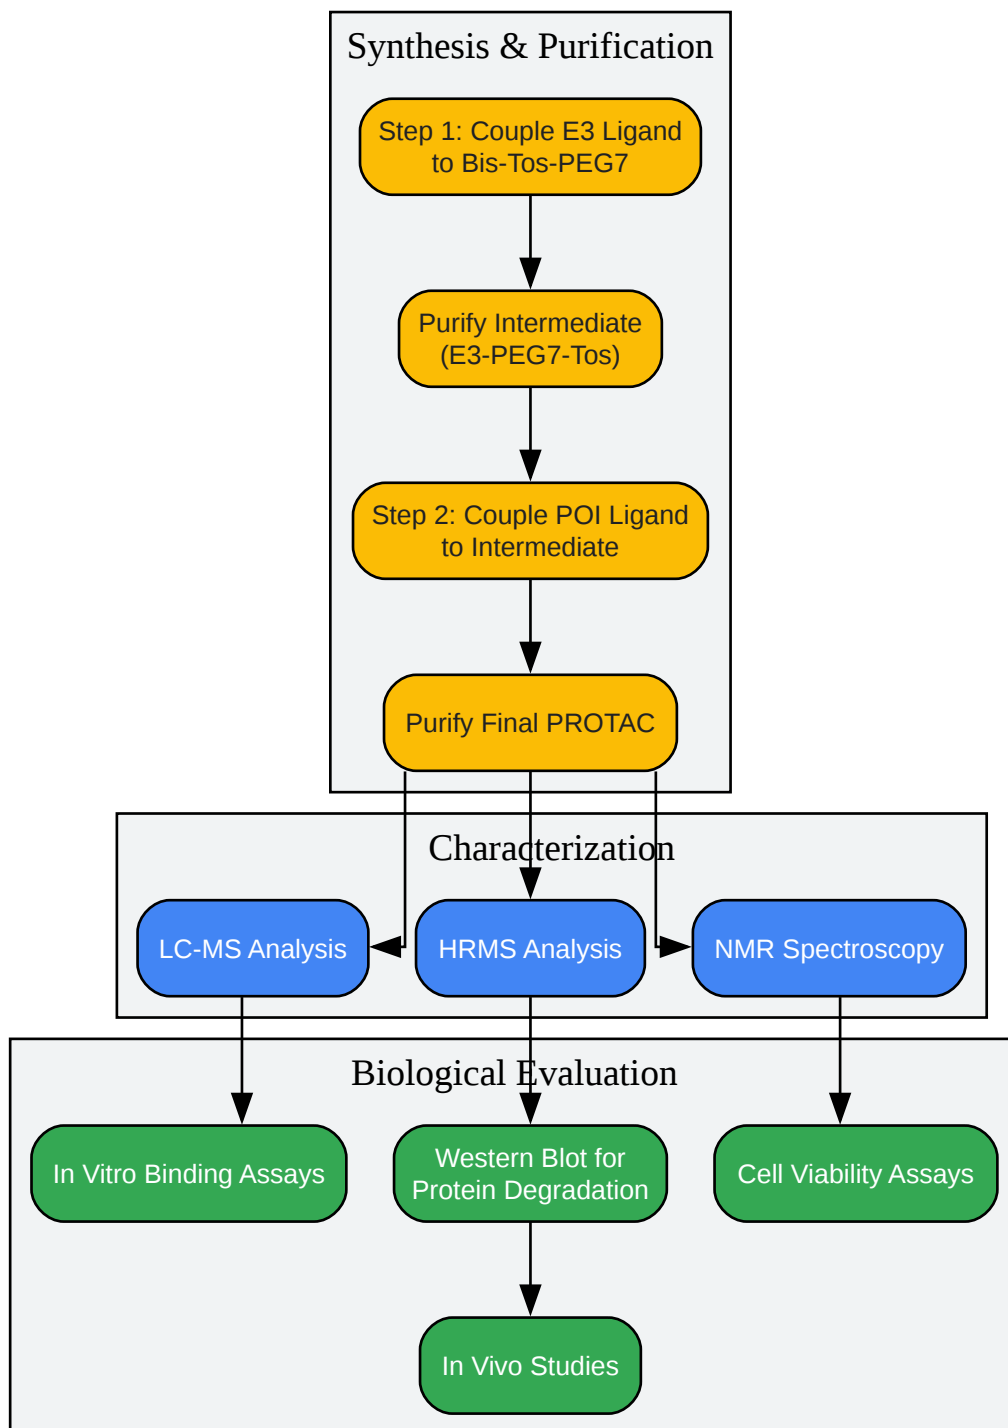 Synthesis & Purification
Step 1: Couple E3 Ligand
to Bis-Tos-PEG7
Purify Intermediate
(E3-PEG7-Tos)
Step 2: Couple POI Ligand
to Intermediate
Purify Final PROTAC
Characterization
LC-MS Analysis
HRMS Analysis
NMR Spectroscopy
Biological Evaluation
In Vitro Binding Assays
Western Blot for
Protein Degradation
Cell Viability Assays
In Vivo Studies